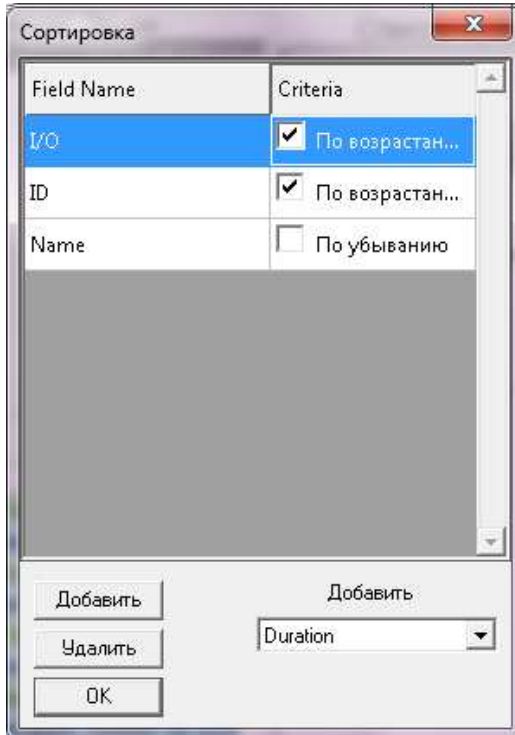 Сортировка
Field Name Criteria
I/O По возрастан...
ID По возрастан...
Name По убыванию
Добавить Добавить
Удалить Duration
OK